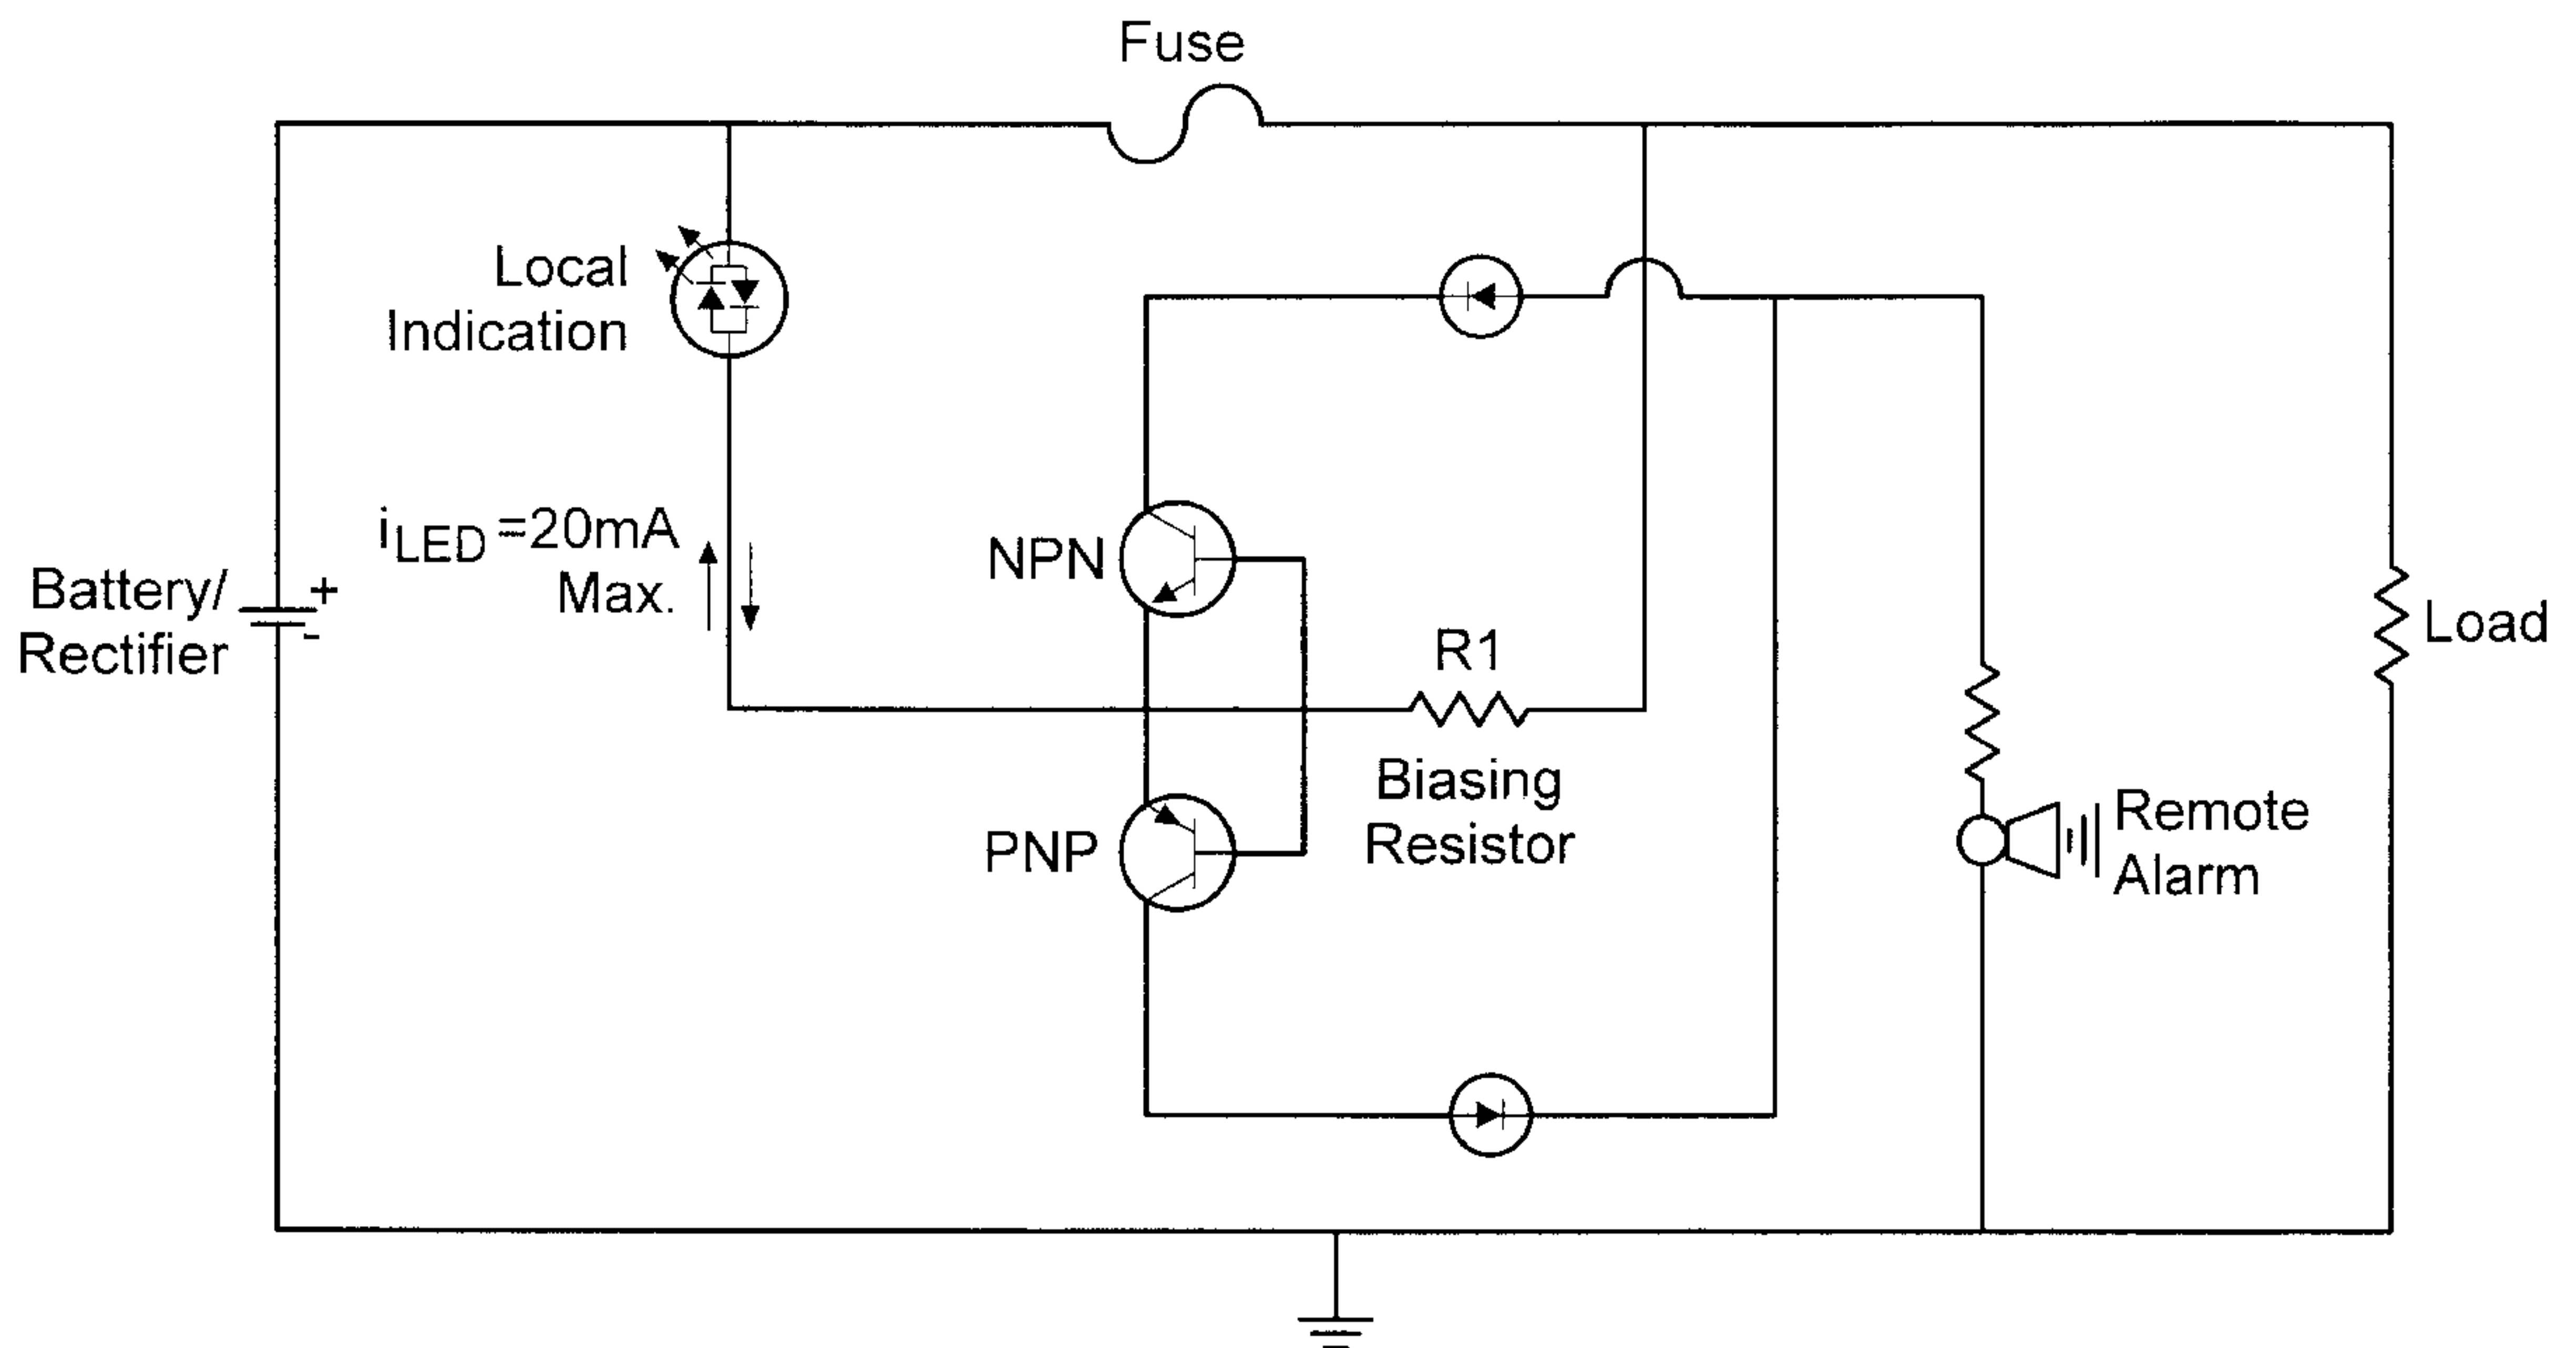 Fuse
Local
Indication
iLED =20mA
Max.
Battery/
Rectifier
+
-
NPN
R1
Biasing
Resistor
PNP
Load
Remote
Alarm